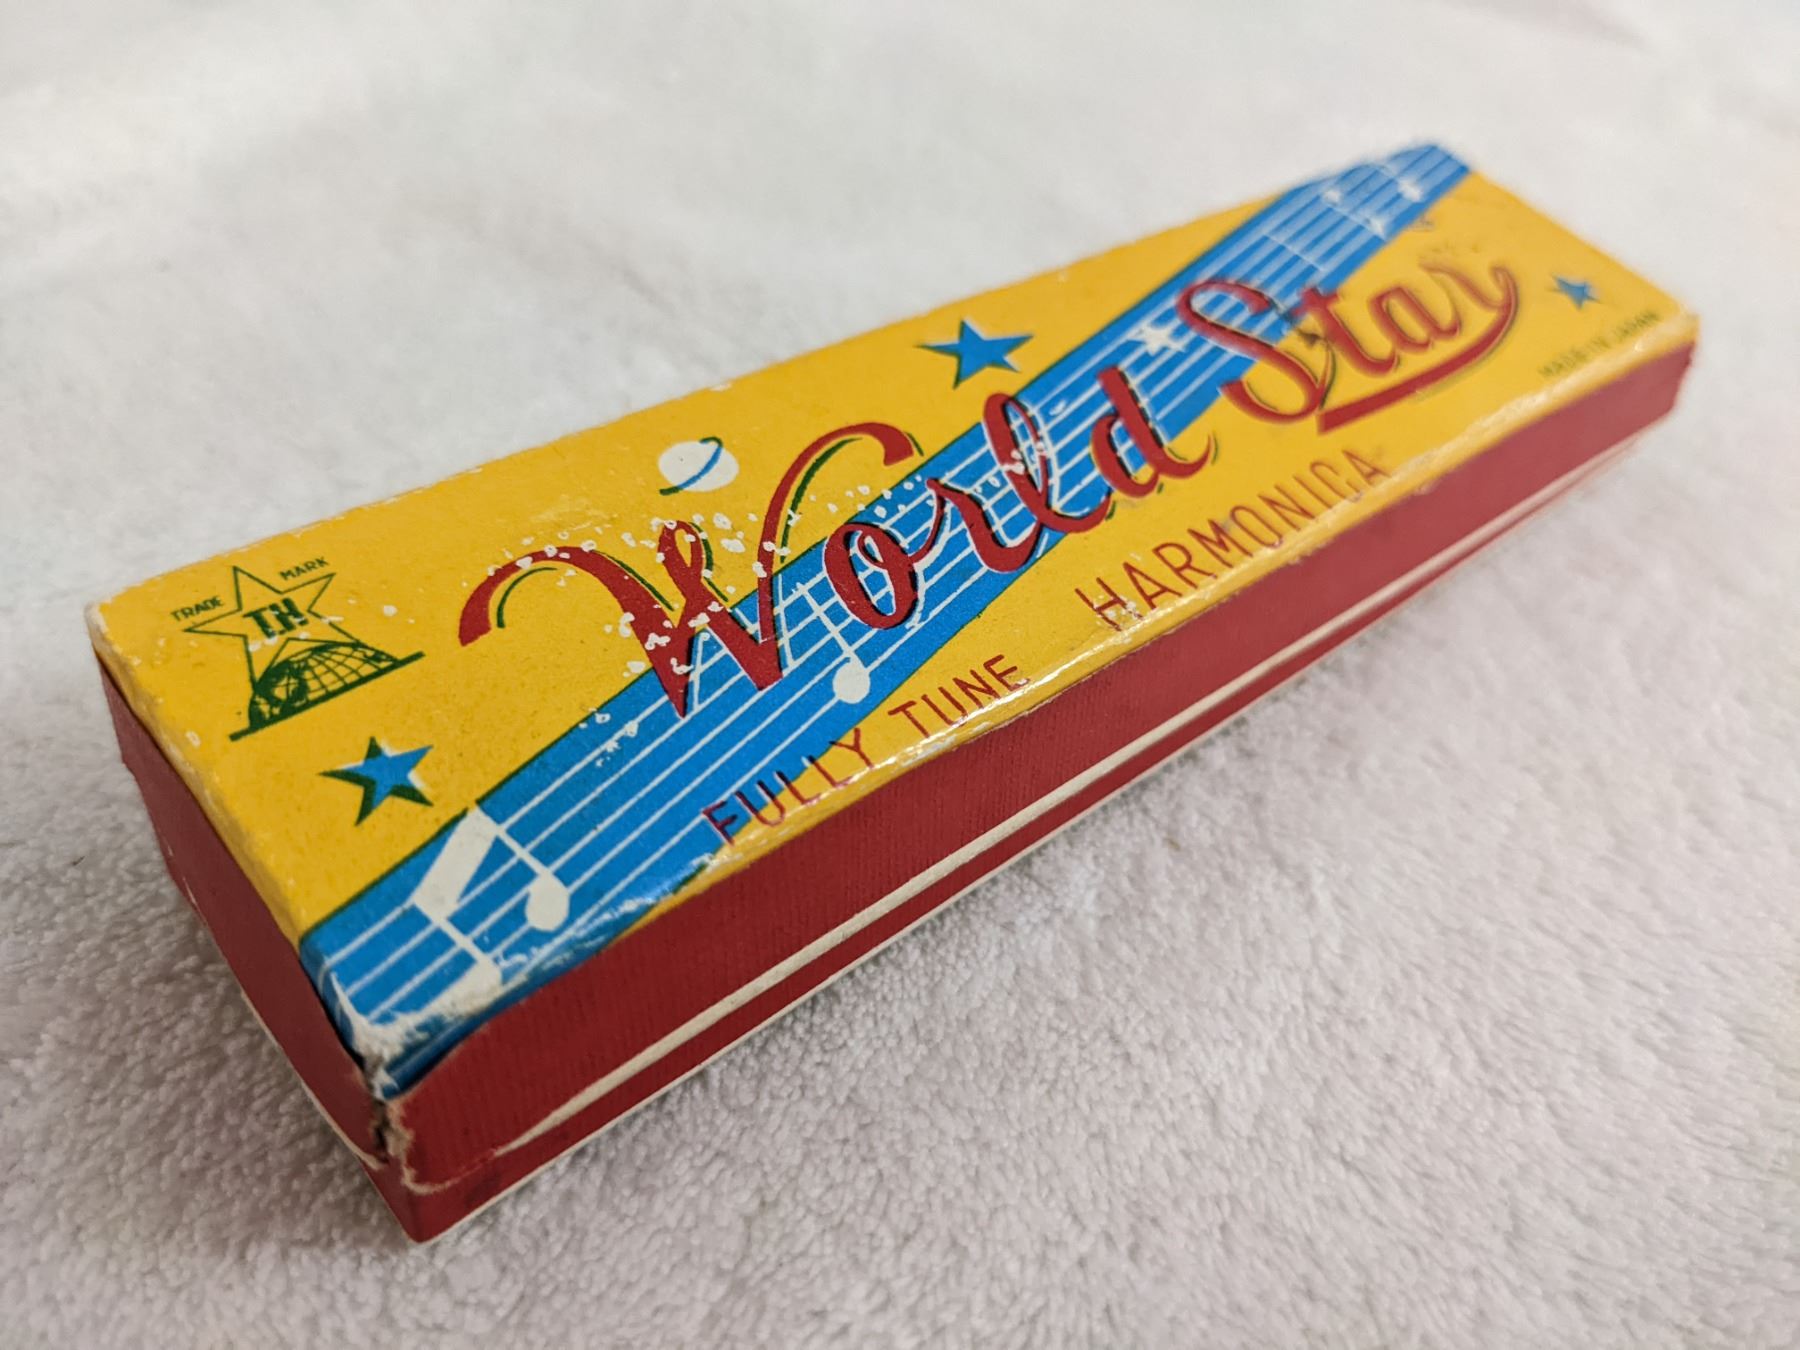 TRADE MARK
TH
World Star
FULLY TUNE HARMONICA
MADE IN JAPAN